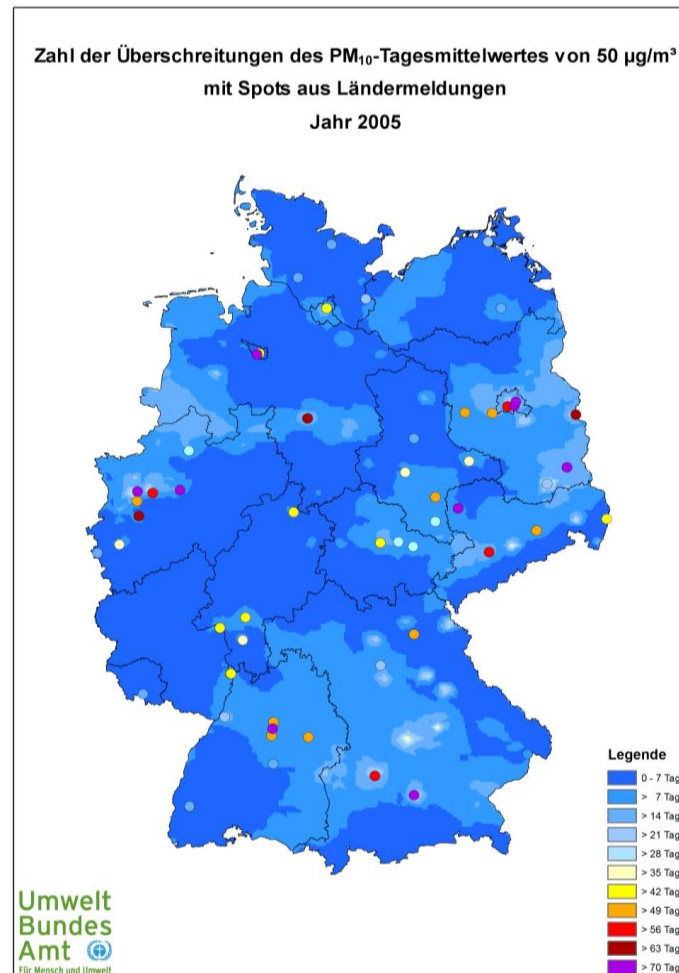 Zahl der Überschreitungen des PM₁₀-Tagesmittelwertes von 50 µg/m³
mit Spots aus Ländermeldungen
Jahr 2005
Legende
0 - 7 Tag
> 7 Tag
> 14 Tag
> 21 Tag
> 28 Tag
> 35 Tag
> 42 Tag
> 49 Tag
> 56 Tag
> 63 Tag
> 70 Tag
Umwelt
Bundes
Amt
Für Mensch und Umwelt